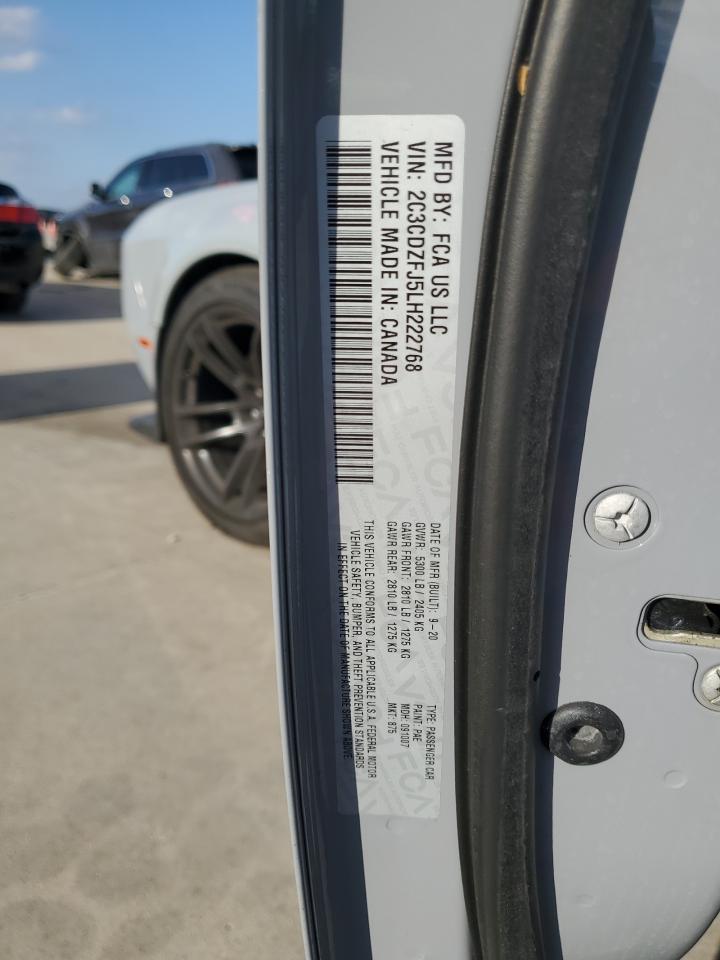 MFD BY: FCA US LLC
VIN: 2C3CDZFJ5LH222768
VEHICLE MADE IN: CANADA
DATE OF MFR (BUILT): 9-20
GVWR: 5300 LB / 2405 KG
GAWR FRONT: 2810 LB / 1275 KG
GAWR REAR: 2810 LB / 1275 KG
TYPE: PASSENGER CAR
PAINT: PAE
MDH: 091007
MKT: 875
THIS VEHICLE CONFORMS TO ALL APPLICABLE U.S.A. FEDERAL MOTOR
VEHICLE SAFETY, BUMPER, AND THEFT PREVENTION STANDARDS
IN EFFECT ON THE DATE OF MANUFACTURE SHOWN ABOVE.